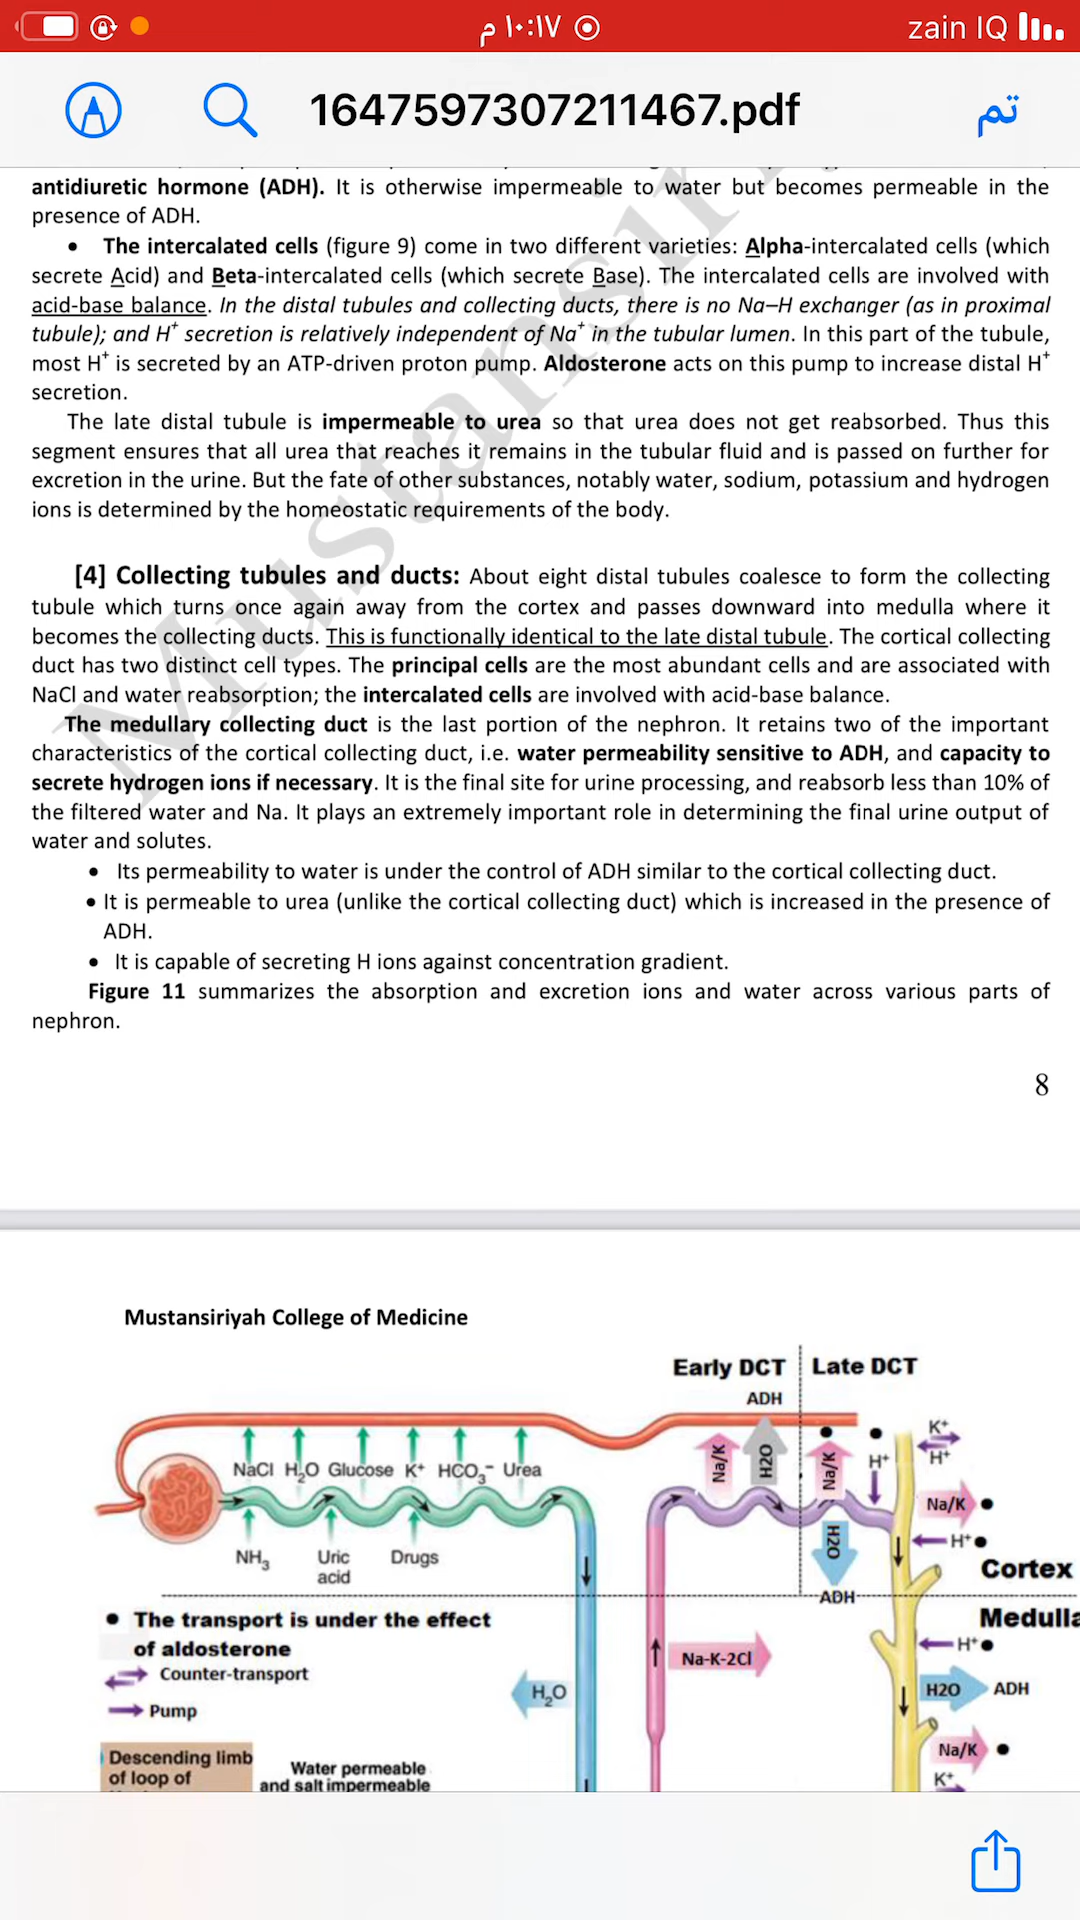 ١٠:١٧ م
zain IQ
1647597307211467.pdf
تم
antidiuretic hormone (ADH). It is otherwise impermeable to water but becomes permeable in the
presence of ADH.
• The intercalated cells (figure 9) come in two different varieties: Alpha-intercalated cells (which
secrete Acid) and Beta-intercalated cells (which secrete Base). The intercalated cells are involved with
acid-base balance. In the distal tubules and collecting ducts, there is no Na–H exchanger (as in proximal
tubule); and H⁺ secretion is relatively independent of Na⁺ in the tubular lumen. In this part of the tubule,
most H⁺ is secreted by an ATP-driven proton pump. Aldosterone acts on this pump to increase distal H⁺
secretion.
The late distal tubule is impermeable to urea so that urea does not get reabsorbed. Thus this
segment ensures that all urea that reaches it remains in the tubular fluid and is passed on further for
excretion in the urine. But the fate of other substances, notably water, sodium, potassium and hydrogen
ions is determined by the homeostatic requirements of the body.
[4] Collecting tubules and ducts: About eight distal tubules coalesce to form the collecting
tubule which turns once again away from the cortex and passes downward into medulla where it
becomes the collecting ducts. This is functionally identical to the late distal tubule. The cortical collecting
duct has two distinct cell types. The principal cells are the most abundant cells and are associated with
NaCl and water reabsorption; the intercalated cells are involved with acid-base balance.
The medullary collecting duct is the last portion of the nephron. It retains two of the important
characteristics of the cortical collecting duct, i.e. water permeability sensitive to ADH, and capacity to
secrete hydrogen ions if necessary. It is the final site for urine processing, and reabsorb less than 10% of
the filtered water and Na. It plays an extremely important role in determining the final urine output of
water and solutes.
• Its permeability to water is under the control of ADH similar to the cortical collecting duct.
• It is permeable to urea (unlike the cortical collecting duct) which is increased in the presence of
ADH.
• It is capable of secreting H ions against concentration gradient.
Figure 11 summarizes the absorption and excretion ions and water across various parts of
nephron.
8
Mustansiriyah College of Medicine
Early DCT Late DCT
ADH
Na/K
H2O
Na/K
H⁺
K⁺
H⁺
NaCl H₂O Glucose K⁺ HCO₃⁻ Urea
Na/K •
H2O
H⁺ •
NH₃ Uric acid Drugs
Cortex
ADH
• The transport is under the effect
of aldosterone
Medulla
H⁺ •
Counter-transport
Na-K-2Cl
H₂O
H2O ADH
Pump
Na/K •
Descending limb
of loop of
Water permeable
and salt impermeable
K⁺